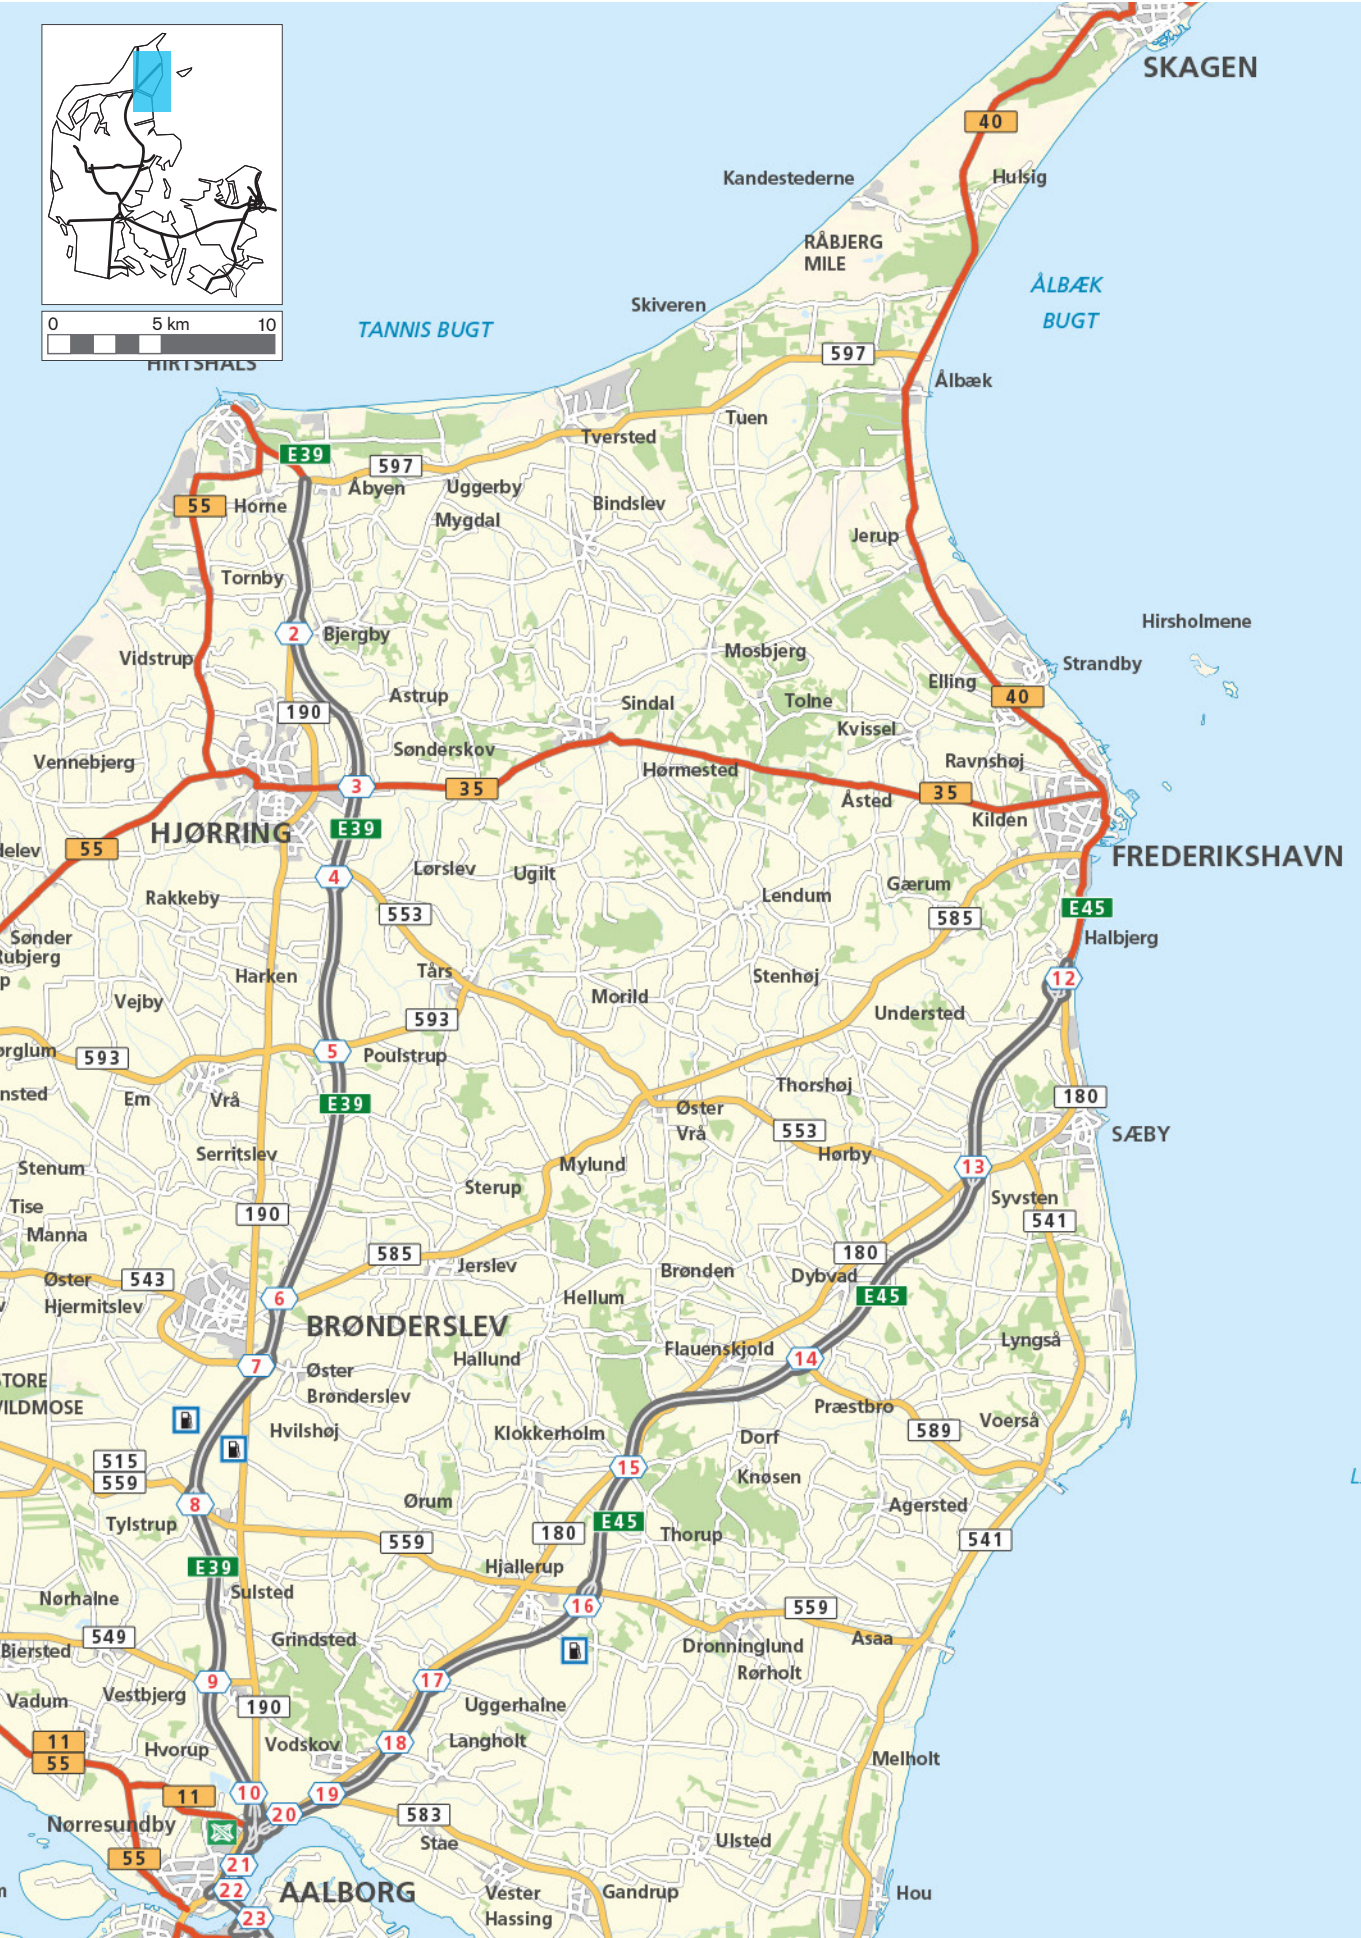 SKAGEN
40
Kandestederne
Hulsig
RÅBJERG
MILE
ÅLBÆK
BUGT
Skiveren
0
5 km
10
TANNIS BUGT
HIRTSHALS
597
Ålbæk
Tuen
Tversted
E39
597
Åbyen
Uggerby
55
Horne
Mygdal
Bindslev
Jerup
Tornby
2
Bjergby
Hirsholmene
Vidstrup
Mosbjerg
Strandby
Astrup
Elling
40
190
Sindal
Tolne
Kvissel
Sønderskov
Vennebjerg
Hørmested
Ravnshøj
3
35
35
Åsted
Kilden
E39
HJØRRING
55
delev
FREDERIKSHAVN
4
Lørslev
Ugilt
Rakkeby
Lendum
Gærum
553
585
E45
Sønder
Rubjerg
p
Halbjerg
Harken
Tårs
Stenhøj
12
Vejby
Morild
593
Understed
ørglum
593
5
Poulstrup
nsted
Em
Vrå
E39
Thorshøj
180
Øster
Vrå
553
SÆBY
Serritslev
Hørby
Stenum
Mylund
13
Sterup
Syvsten
Tise
190
541
Manna
585
180
Øster
543
Jerslev
Brønden
Dybvad
Hjermitslev
v
6
Hellum
E45
BRØNDERSLEV
Lyngså
Flauenskjold
14
7
Øster
Brønderslev
Hallund
STORE
VILDMOSE
Præstbro
Voerså
589
Hvilshøj
Klokkerholm
Dorf
515
559
15
Knøsen
L
8
Ørum
Agersted
Tylstrup
E45
180
Thorup
559
541
E39
Hjallerup
Sulsted
Nørhalne
16
559
549
Grindsted
Biersted
Dronninglund
Asaa
Rørholt
9
17
Vestbjerg
Vadum
190
Uggerhalne
11
55
Hvorup
Vodskov
18
Langholt
Melholt
10
19
11
20
583
Nørresundby
Stae
Ulsted
55
21
22
AALBORG
Vester
Hassing
Gandrup
Hou
23